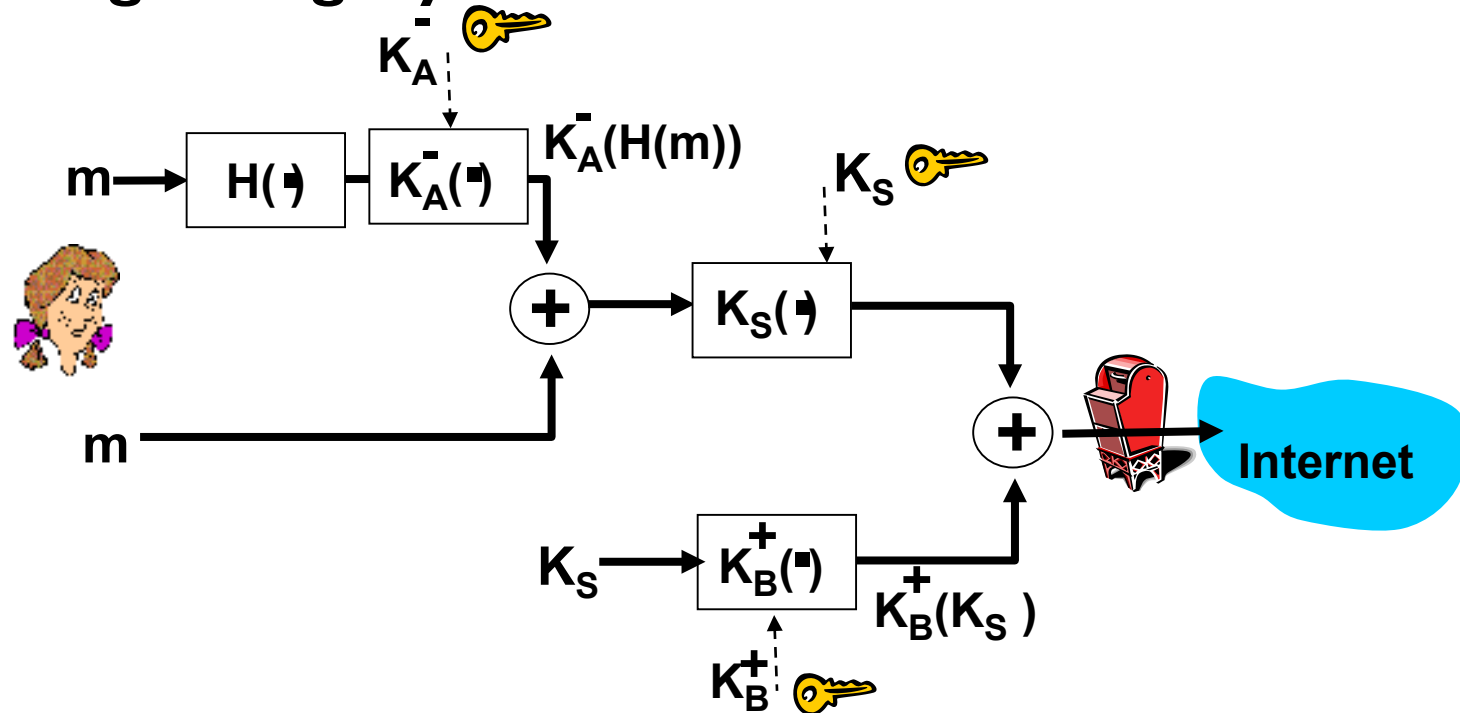 K_A^-
m
H(·)
K_A^-(·)
K_A^-(H(m))
K_S
+
K_S(·)
m
+
Internet
K_S
K_B^+(·)
K_B^+(K_S )
K_B^+